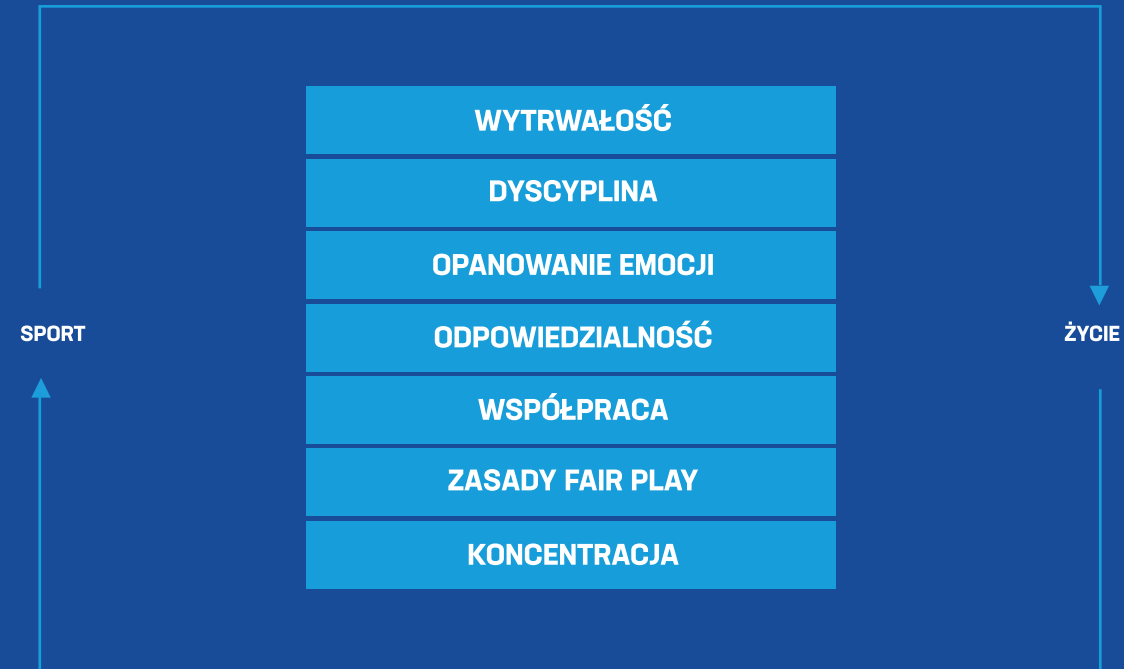 WYTRWAŁOŚĆ
DYSCYPLINA
OPANOWANIE EMOCJI
SPORT
ODPOWIEDZIALNOŚĆ
ŻYCIE
WSPÓŁPRACA
ZASADY FAIR PLAY
KONCENTRACJA